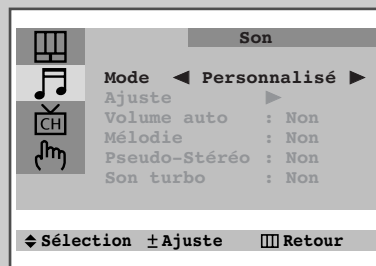 Son
Mode ◀ Personnalisé ▶
Ajuste ▶
Volume auto : Non
CH
Mélodie : Non
Pseudo-Stéréo : Non
Son turbo : Non
Sélection ± Ajuste Retour